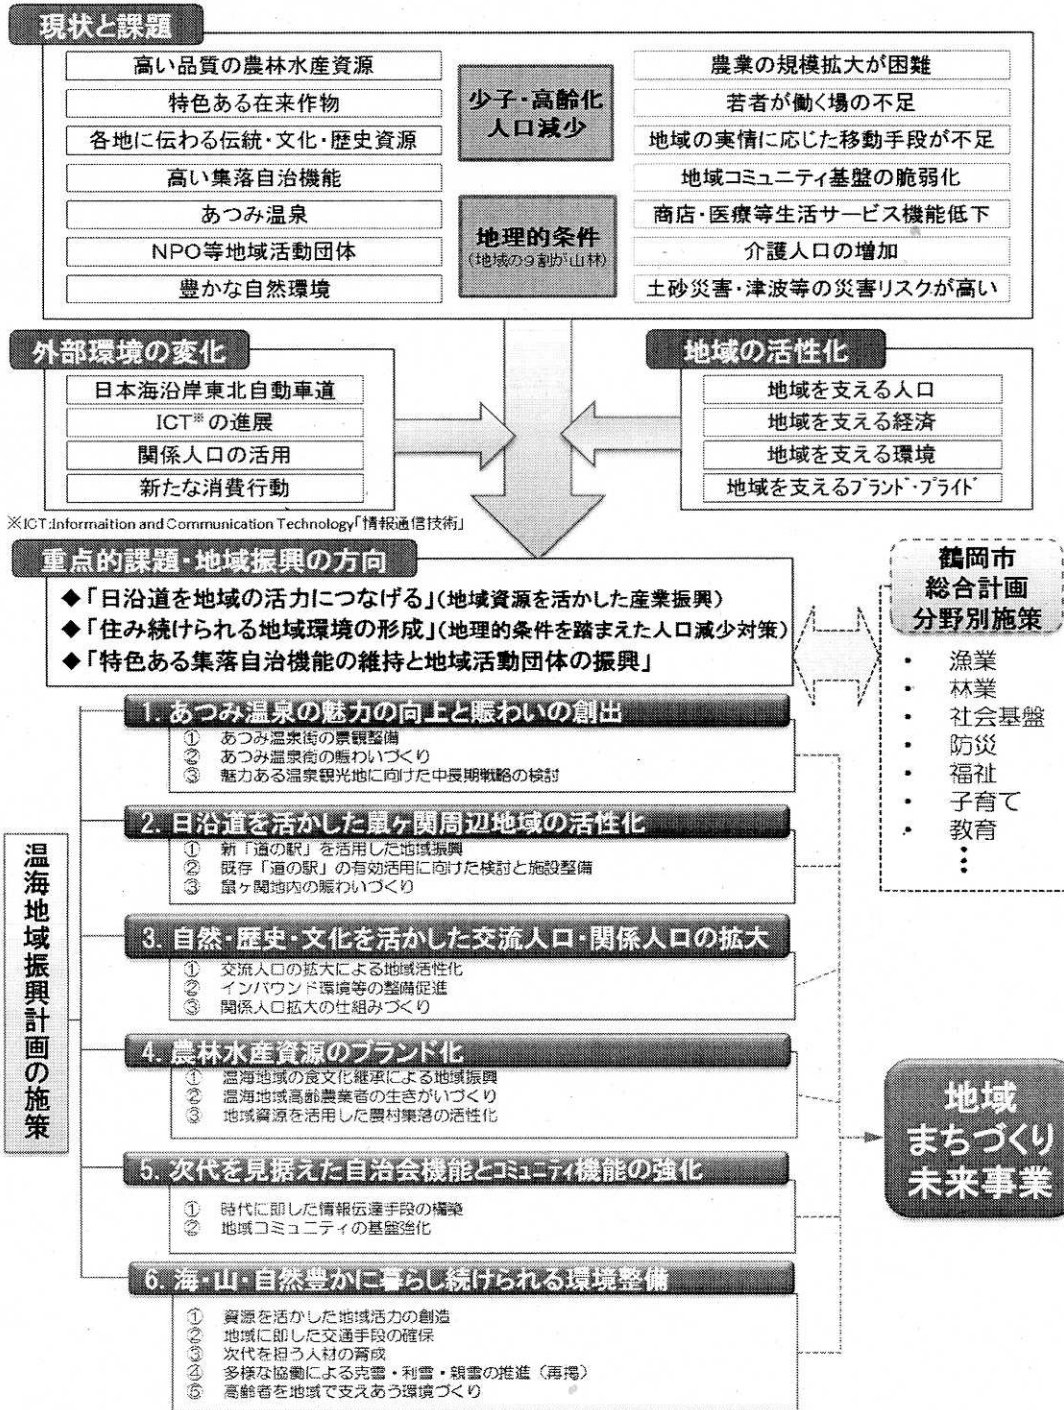 現状と課題
高い品質の農林水産資源
特色ある在来作物
各地に伝わる伝統・文化・歴史資源
高い集落自治機能
あつみ温泉
NPO等地域活動団体
豊かな自然環境
少子・高齢化
人口減少
地理的条件
(地域の9割が山林)
農業の規模拡大が困難
若者が働く場の不足
地域の実情に応じた移動手段が不足
地域コミュニティ基盤の脆弱化
商店・医療等生活サービス機能低下
介護人口の増加
土砂災害・津波等の災害リスクが高い
外部環境の変化
日本海沿岸東北自動車道
ICT※の進展
関係人口の活用
新たな消費行動
※ICT:Informaition and Communication Technology「情報通信技術」
地域の活性化
地域を支える人口
地域を支える経済
地域を支える環境
地域を支えるブランド・プライド
重点的課題・地域振興の方向
◆「日沿道を地域の活力につなげる」(地域資源を活かした産業振興)
◆「住み続けられる地域環境の形成」(地理的条件を踏まえた人口減少対策)
◆「特色ある集落自治機能の維持と地域活動団体の振興」
鶴岡市
総合計画
分野別施策
・ 漁業
・ 林業
・ 社会基盤
・ 防災
・ 福祉
・ 子育て
・ 教育
⋮
温海地域振興計画の施策
1. あつみ温泉の魅力の向上と賑わいの創出
① あつみ温泉街の景観整備
② あつみ温泉街の賑わいづくり
③ 魅力ある温泉観光地に向けた中長期戦略の検討
2. 日沿道を活かした鼠ヶ関周辺地域の活性化
① 新「道の駅」を活用した地域振興
② 既存「道の駅」の有効活用に向けた検討と施設整備
③ 鼠ヶ関地内の賑わいづくり
3. 自然・歴史・文化を活かした交流人口・関係人口の拡大
① 交流人口の拡大による地域活性化
② インバウンド環境等の整備促進
③ 関係人口拡大の仕組みづくり
4. 農林水産資源のブランド化
① 温海地域の食文化継承による地域振興
② 温海地域高齢農業者の生きがいづくり
③ 地域資源を活用した農村集落の活性化
5. 次代を見据えた自治会機能とコミュニティ機能の強化
① 時代に即した情報伝達手段の構築
② 地域コミュニティの基盤強化
6. 海・山・自然豊かに暮らし続けられる環境整備
① 資源を活かした地域活力の創造
② 地域に即した交通手段の確保
③ 次代を担う人材の育成
④ 多様な協働による克雪・利雪・親雪の推進（再掲）
⑤ 高齢者を地域で支えあう環境づくり
地域
まちづくり
未来事業